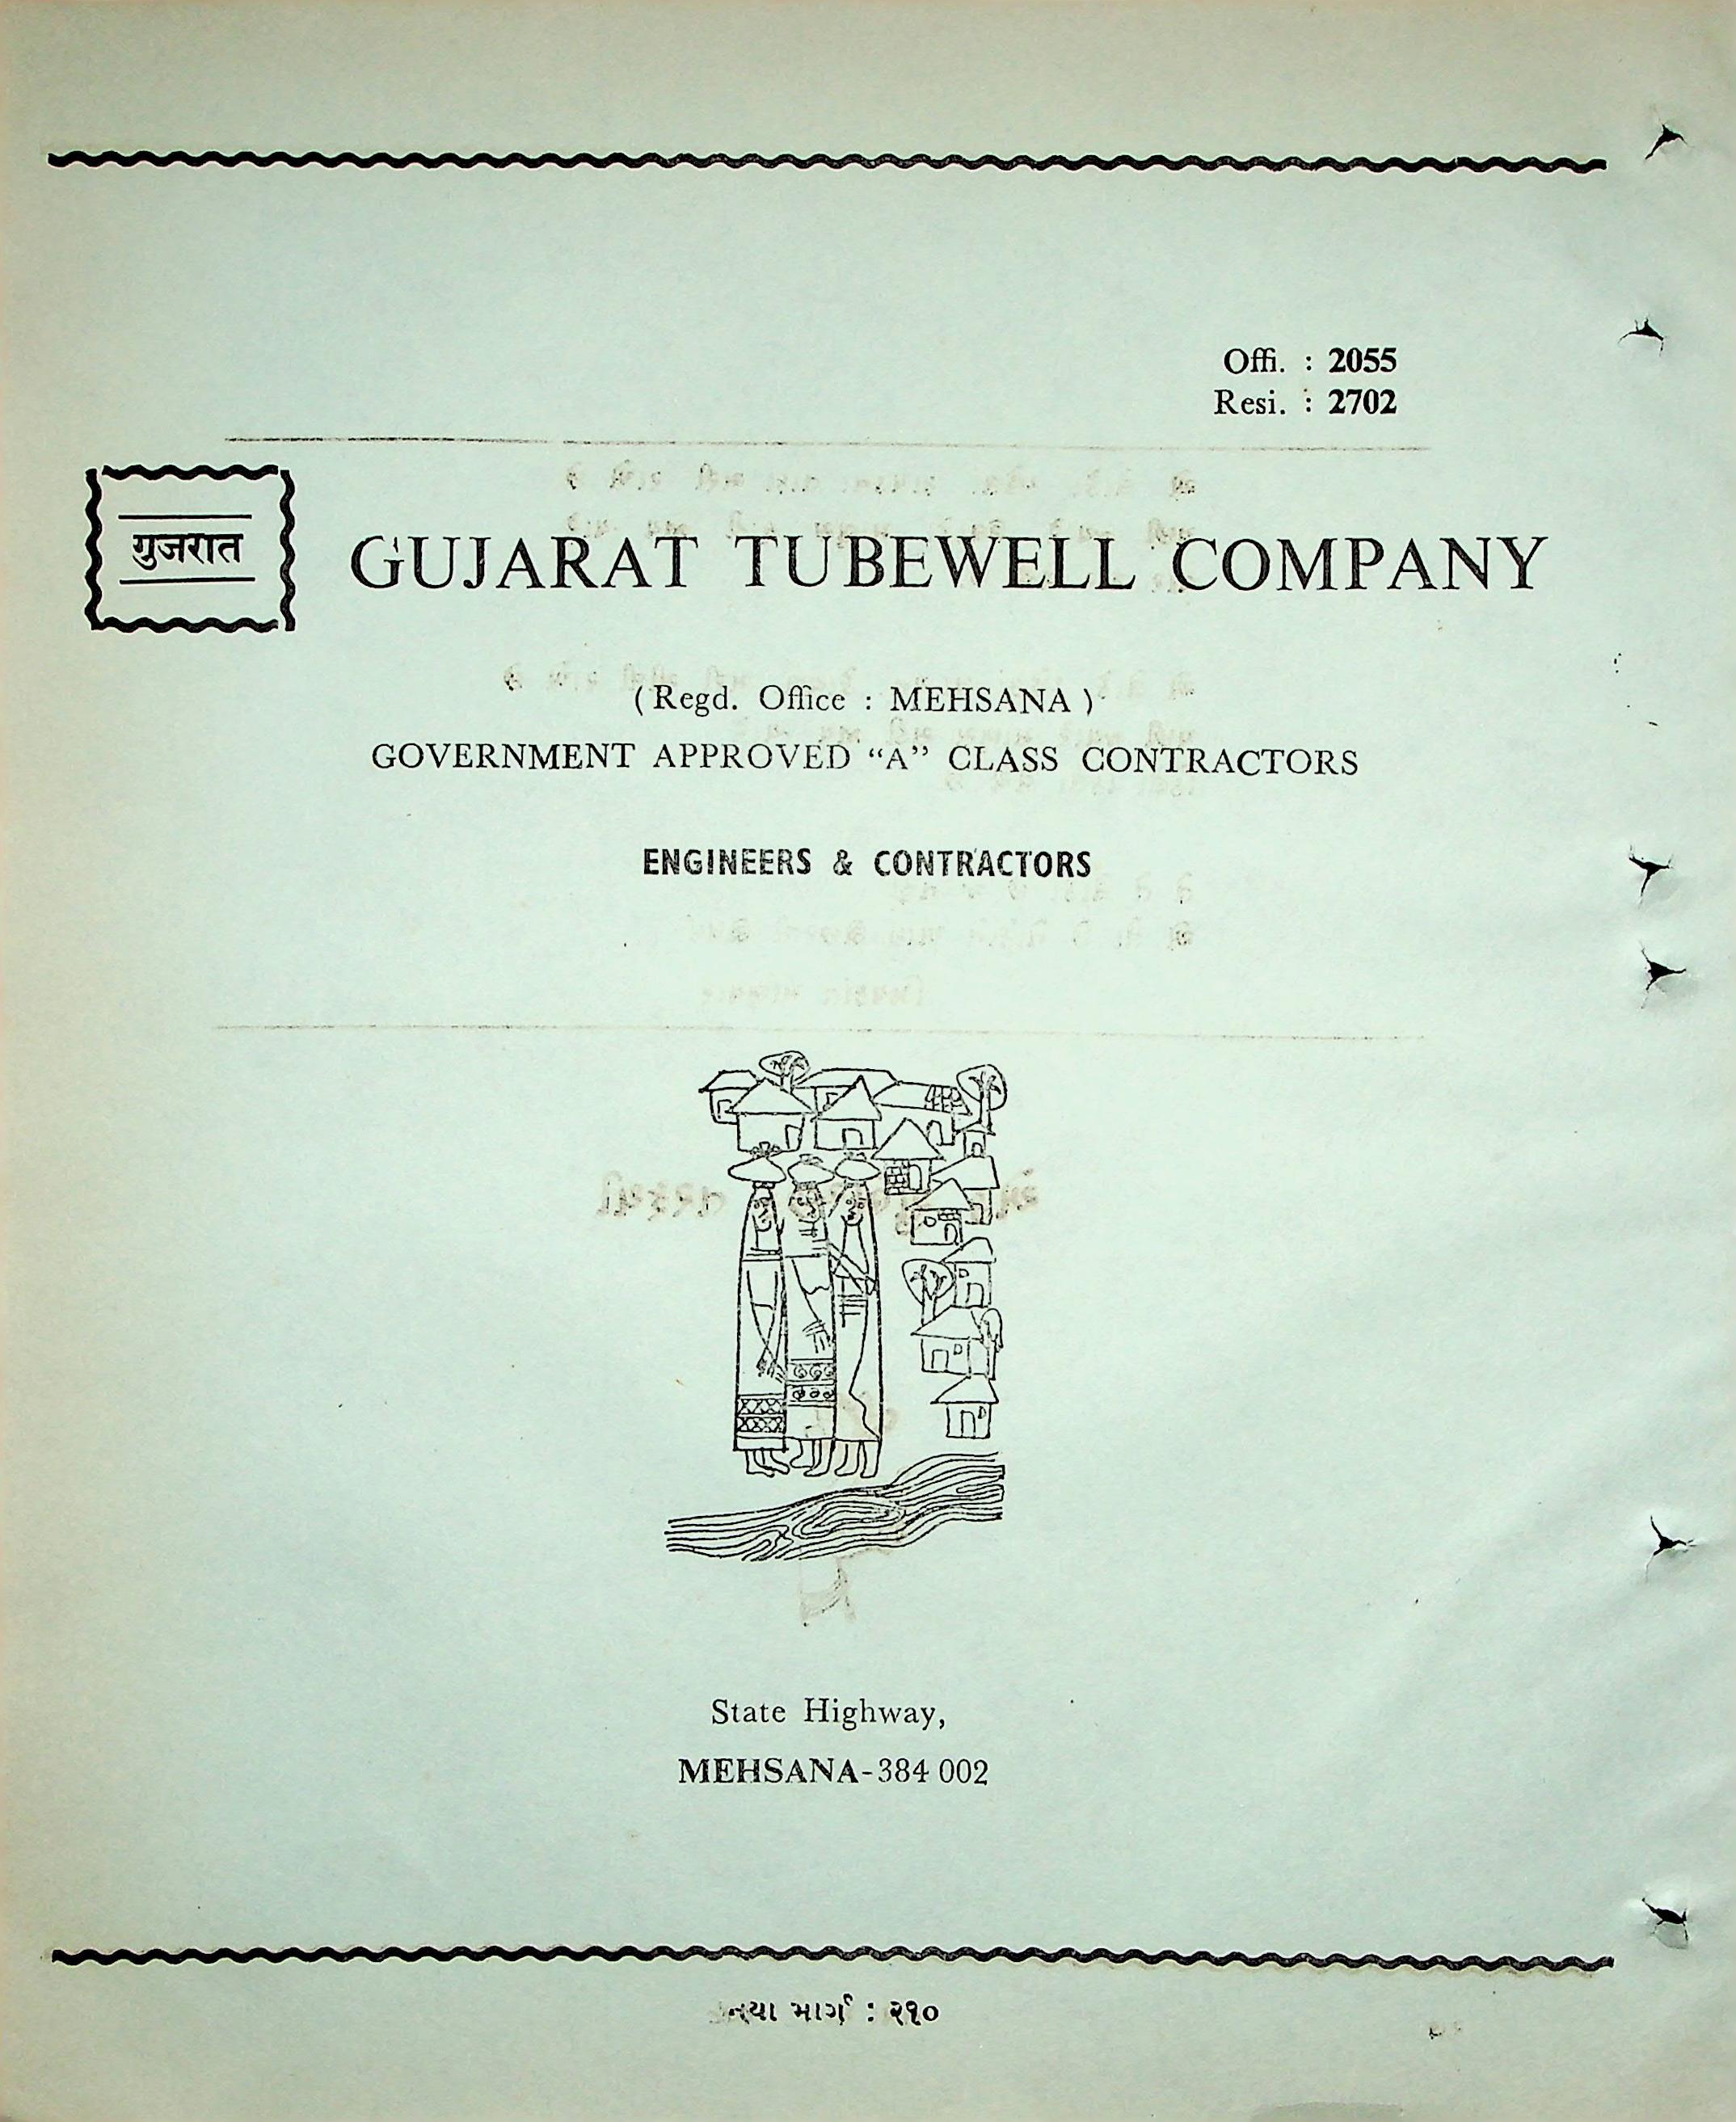 Offi. : 2055
Resi. : 2702
गुजरात
GUJARAT TUBEWELL COMPANY
( Regd. Office : MEHSANA )
GOVERNMENT APPROVED “A” CLASS CONTRACTORS
ENGINEERS & CONTRACTORS
State Highway,
MEHSANA-384 002
નયા માર્ગ : ૨૧૦